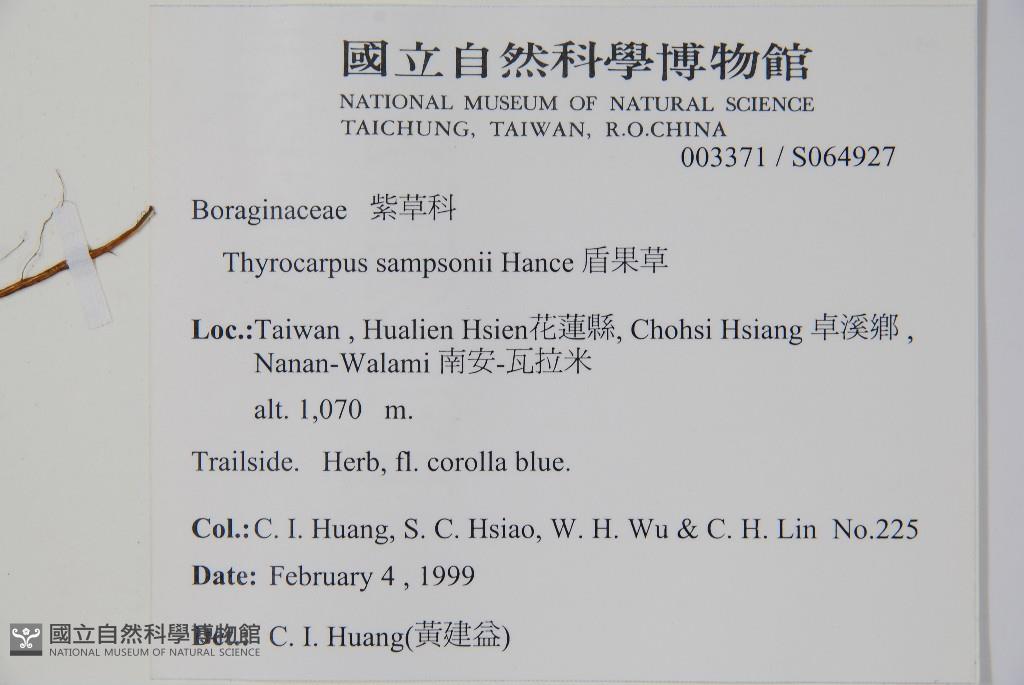 國立自然科學博物館
NATIONAL MUSEUM OF NATURAL SCIENCE
TAICHUNG, TAIWAN, R.O.CHINA
003371 / S064927
Boraginaceae 紫草科
Thyrocarpus sampsonii Hance 盾果草
Loc.:Taiwan , Hualien Hsien花蓮縣, Chohsi Hsiang 卓溪鄉 ,
Nanan-Walami 南安-瓦拉米
alt. 1,070 m.
Trailside. Herb, fl. corolla blue.
Col.: C. I. Huang, S. C. Hsiao, W. H. Wu & C. H. Lin No.225
Date: February 4 , 1999
C. I. Huang(黃建益)
國立自然科學博物館
NATIONAL MUSEUM OF NATURAL SCIENCE